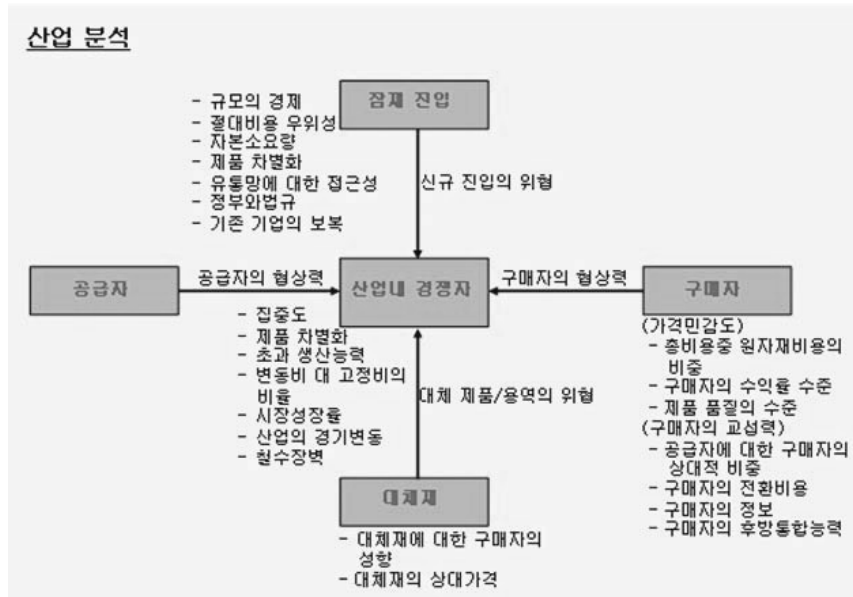 산업 분석
잠재 진입
- 규모의 경제
- 절대비용 우위성
- 자본소요량
- 제품 차별화
- 유통망에 대한 접근성
- 정부와법규
- 기존 기업의 보복
신규 진입의 위협
공급자
공급자의 협상력
산업내 경쟁자
구매자의 협상력
구매자
- 집중도
- 제품 차별화
- 초과 생산능력
- 변동비 대 고정비의
비율
- 시장성장률
- 산업의 경기변동
- 철수장벽
대체 제품/용역의 위협
(가격민감도)
- 총비용중 원자재비용의
비중
- 구매자의 수익률 수준
- 제품 품질의 수준
(구매자의 교섭력)
- 공급자에 대한 구매자의
상대적 비중
- 구매자의 전환비용
- 구매자의 정보
- 구매자의 후방통합능력
대체재
- 대체재에 대한 구매자의
성향
- 대체재의 상대가격